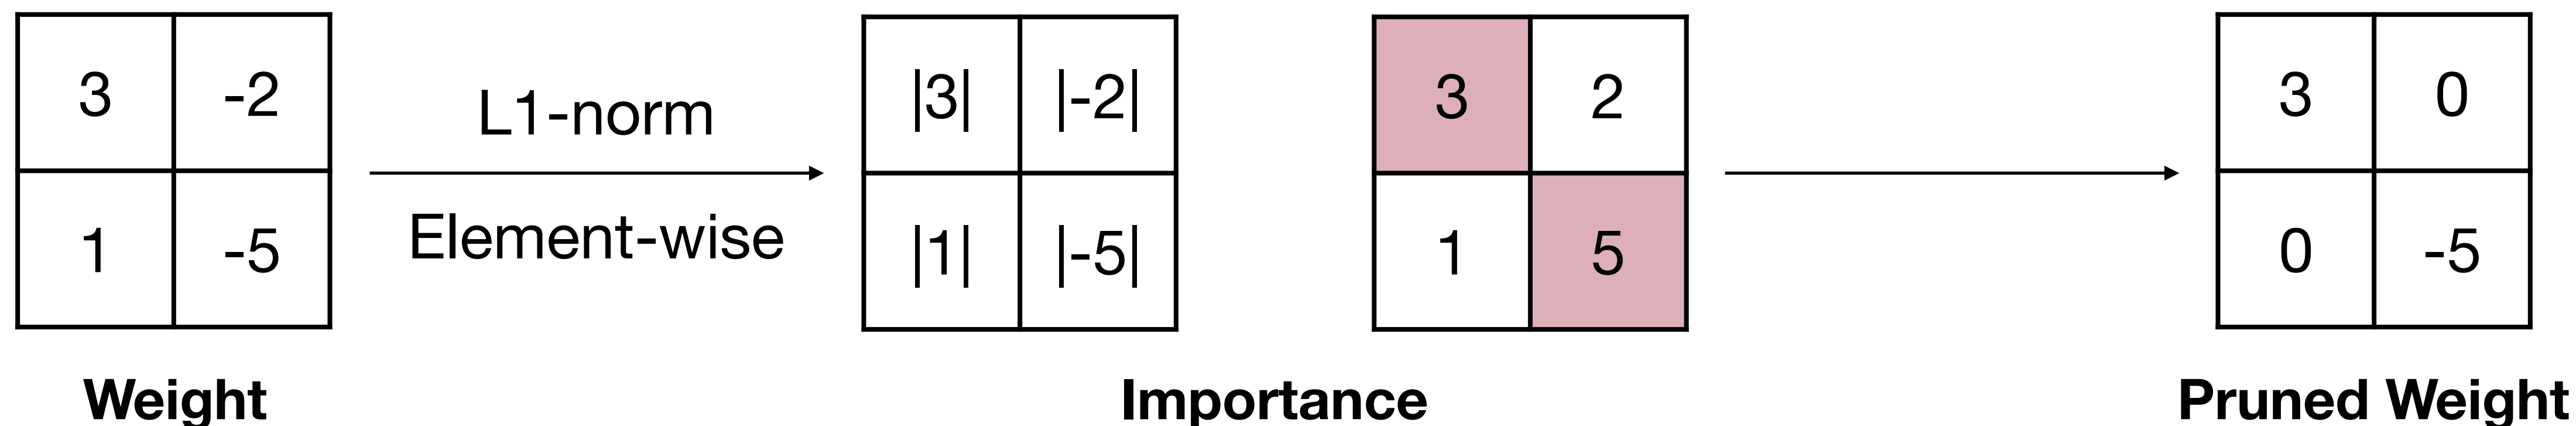 3 -2
1 -5
Weight
L1-norm
Element-wise
|3| |-2|
|1| |-5|
3 2
1 5
Importance
3 0
0 -5
Pruned Weight